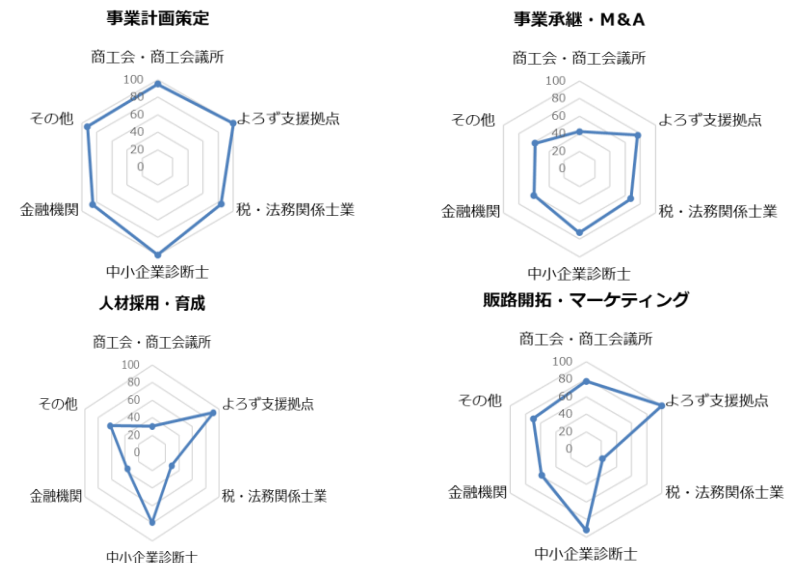 事業計画策定
商工会・商工会議所
100
80
60
40
20
0
よろず支援拠点
税・法務関係士業
中小企業診断士
金融機関
その他
事業承継・M&A
商工会・商工会議所
100
80
60
40
20
0
よろず支援拠点
税・法務関係士業
中小企業診断士
金融機関
その他
人材採用・育成
商工会・商工会議所
100
80
60
40
20
0
よろず支援拠点
税・法務関係士業
中小企業診断士
金融機関
その他
販路開拓・マーケティング
商工会・商工会議所
100
80
60
40
20
0
よろず支援拠点
税・法務関係士業
中小企業診断士
金融機関
その他